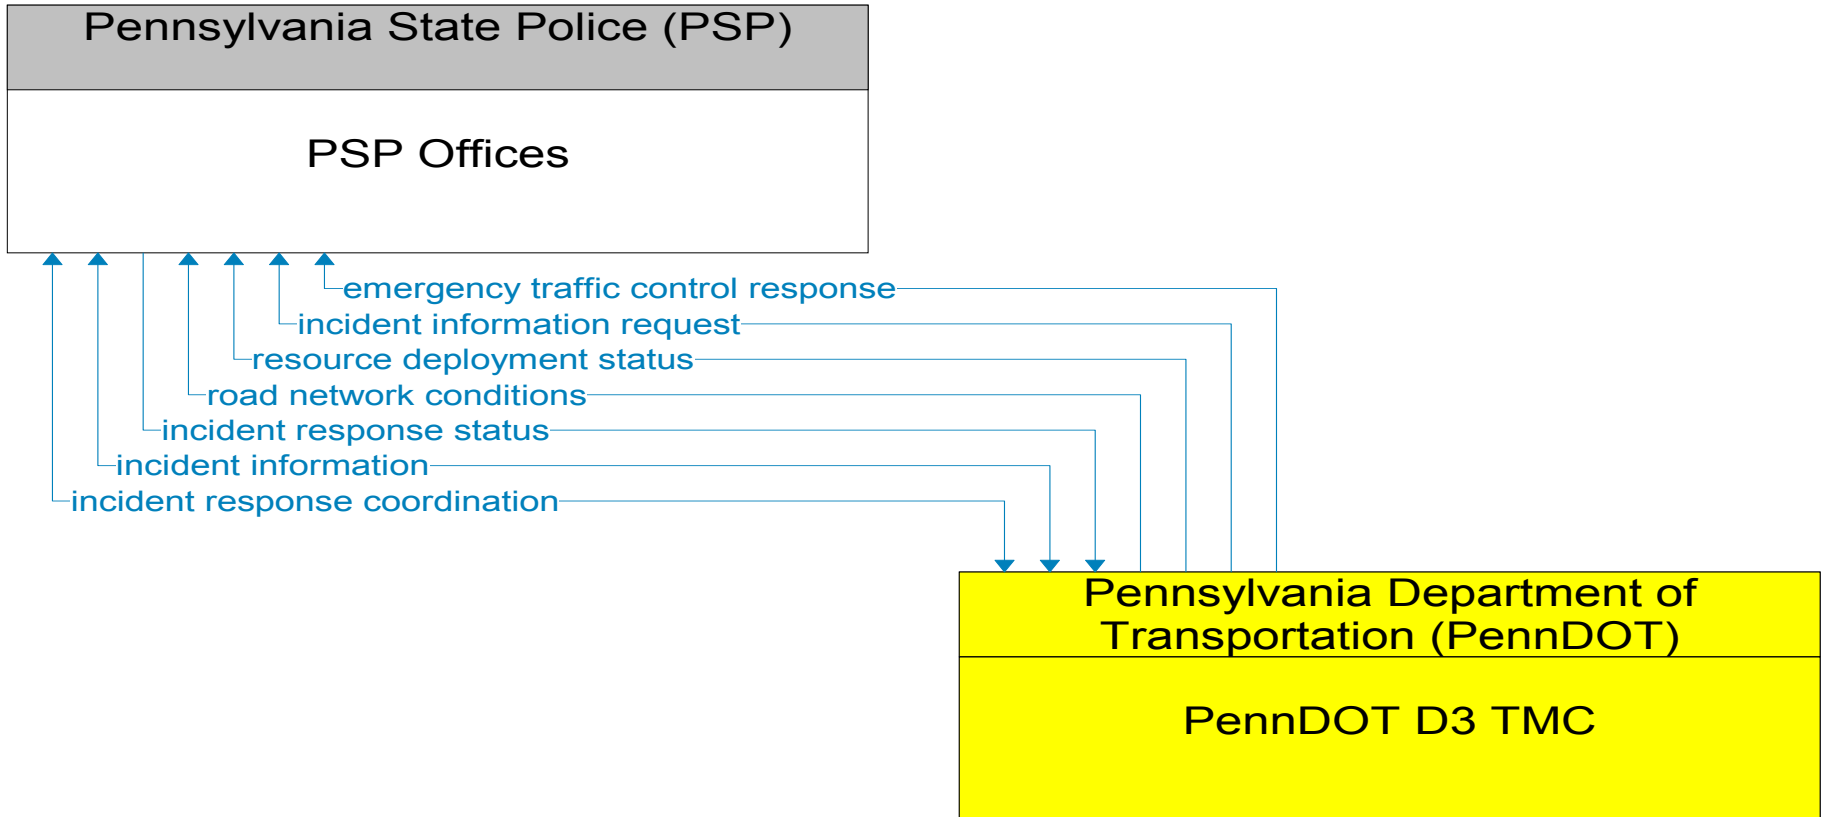 Pennsylvania State Police (PSP)
PSP Offices
emergency traffic control response
incident information request
resource deployment status
road network conditions
incident response status
incident information
incident response coordination
Pennsylvania Department of
Transportation (PennDOT)
PennDOT D3 TMC